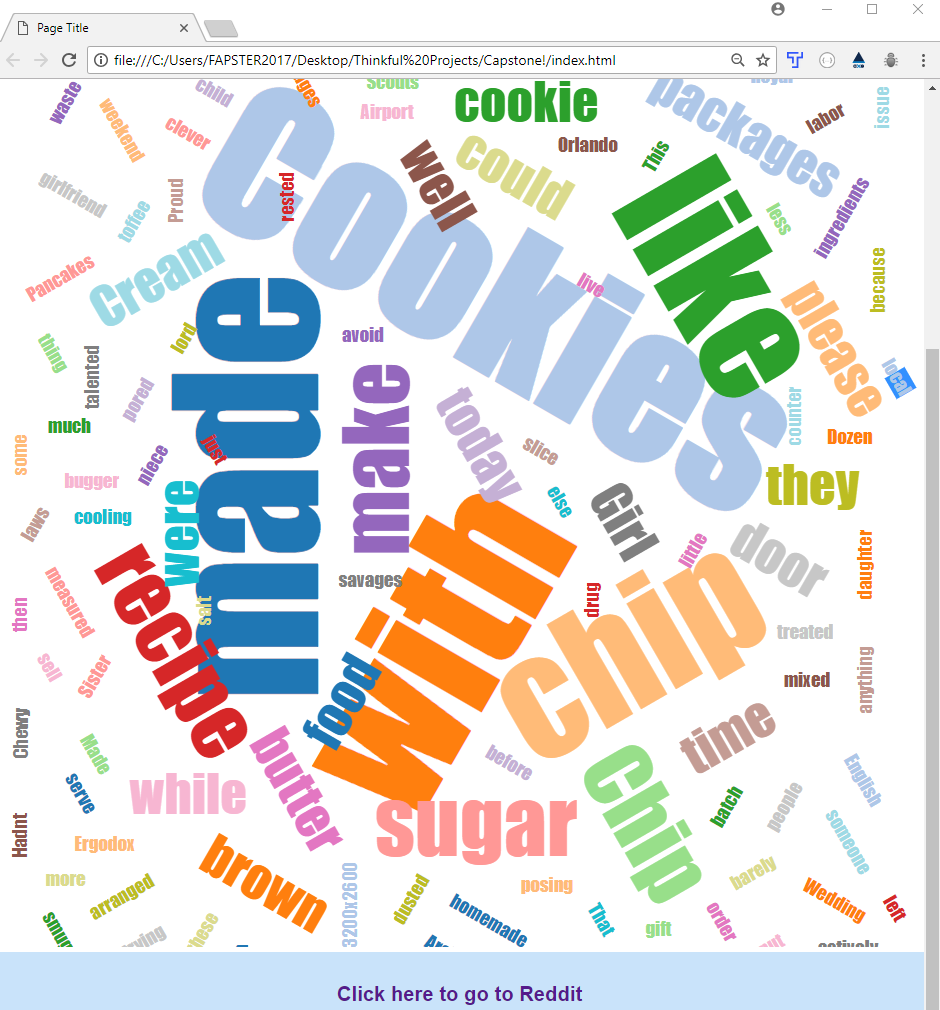 Page Title
file:///C:/Users/FAPSTER2017/Desktop/Thinkful%20Projects/Capstone!/index.html
waste
weekend
child
clever
scouts
Airport
cookie
could
Orlando
packages
This
labor
issue
girlfriend
toffee
Proud
rested
Cookies
well
like
less
ingredients
because
Pancakes
Cream
live
please
local
thing
talented
lord
made
avoid
make
today
counter
Dozen
much
pored
some
bugger
niece
just
slice
they
laws
cooling
were
else
Girl
little
door
daughter
measured
recipe
salt
savages
with
drug
chip
treated
then
sell
Sister
food
mixed
anything
Chewy
Made
butter
before
time
serve
while
sugar
Chip
batch
people
English
Hadnt
Ergodox
brown
someone
more
arranged
3200x2600
dusted
posing
homemade
That
gift
order
barely
Wedding
left
actively
Click here to go to Reddit